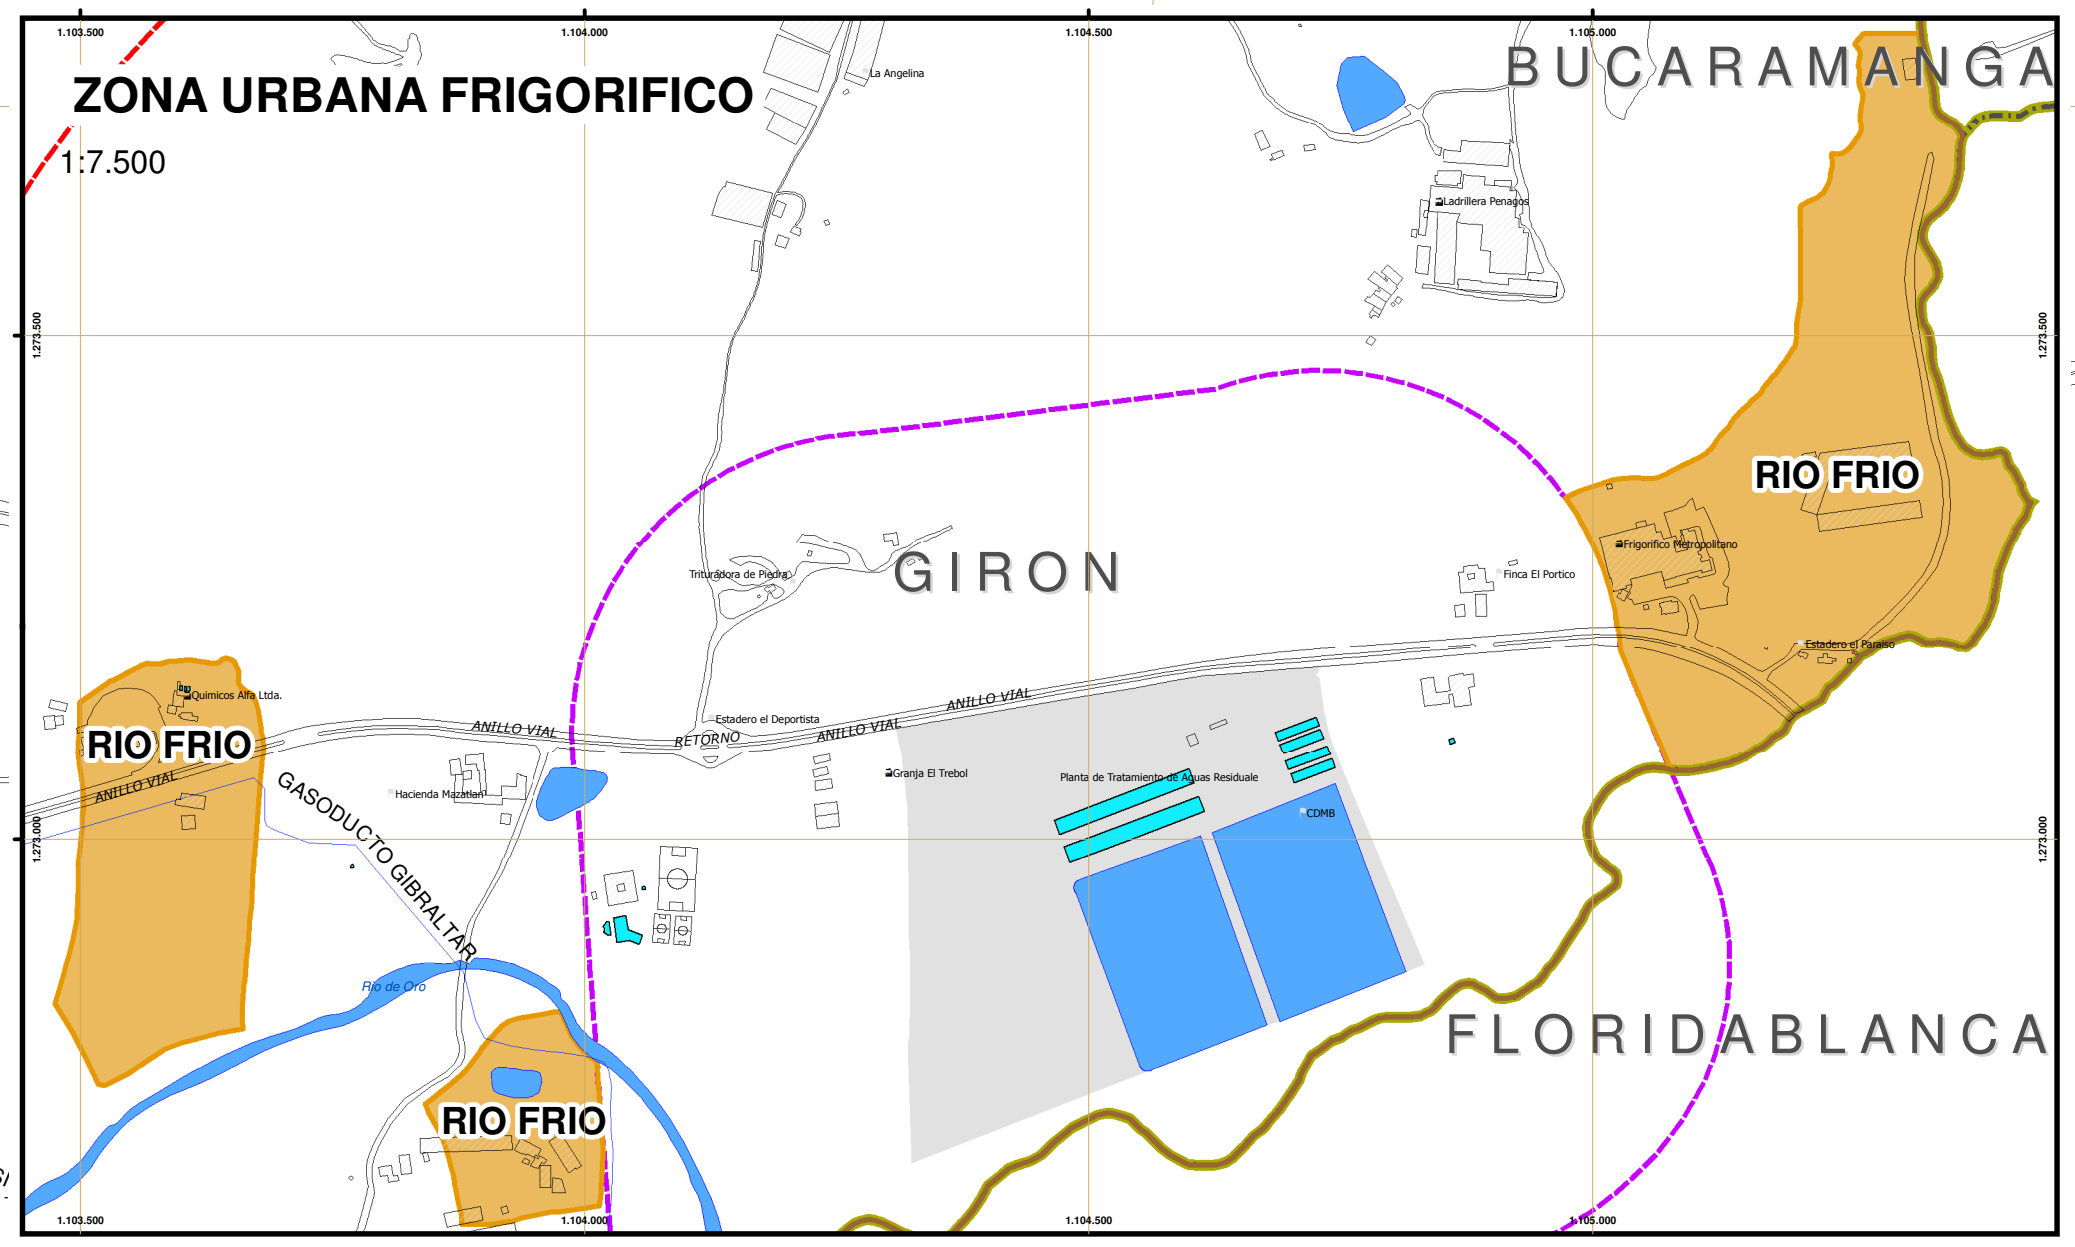 1.103.500
1.104.000
1.104.500
1.105.000
BUCARAMANGA
La Angelina
ZONA URBANA FRIGORIFICO
1:7.500
Ladrillera Penagos
1.273.500
1.273.500
RIO FRIO
Frigorifico Metropolitano
GIRON
Trituradora de Piedra
Finca El Portico
Estadero el Paraiso
Quimicos Alfa Ltda.
ANILLO VIAL
Estadero el Deportista
ANILLO VIAL
RETORNO
ANILLO VIAL
RIO FRIO
ANILLO VIAL
Granja El Trebol
Planta de Tratamiento de Aguas Residuale
Hacienda Mazatlan
GASODUCTO GIBRALTAR
CDMB
1.273.000
1.273.000
Rio de Oro
FLORIDABLANCA
RIO FRIO
1.103.500
1.104.000
1.104.500
1.105.000